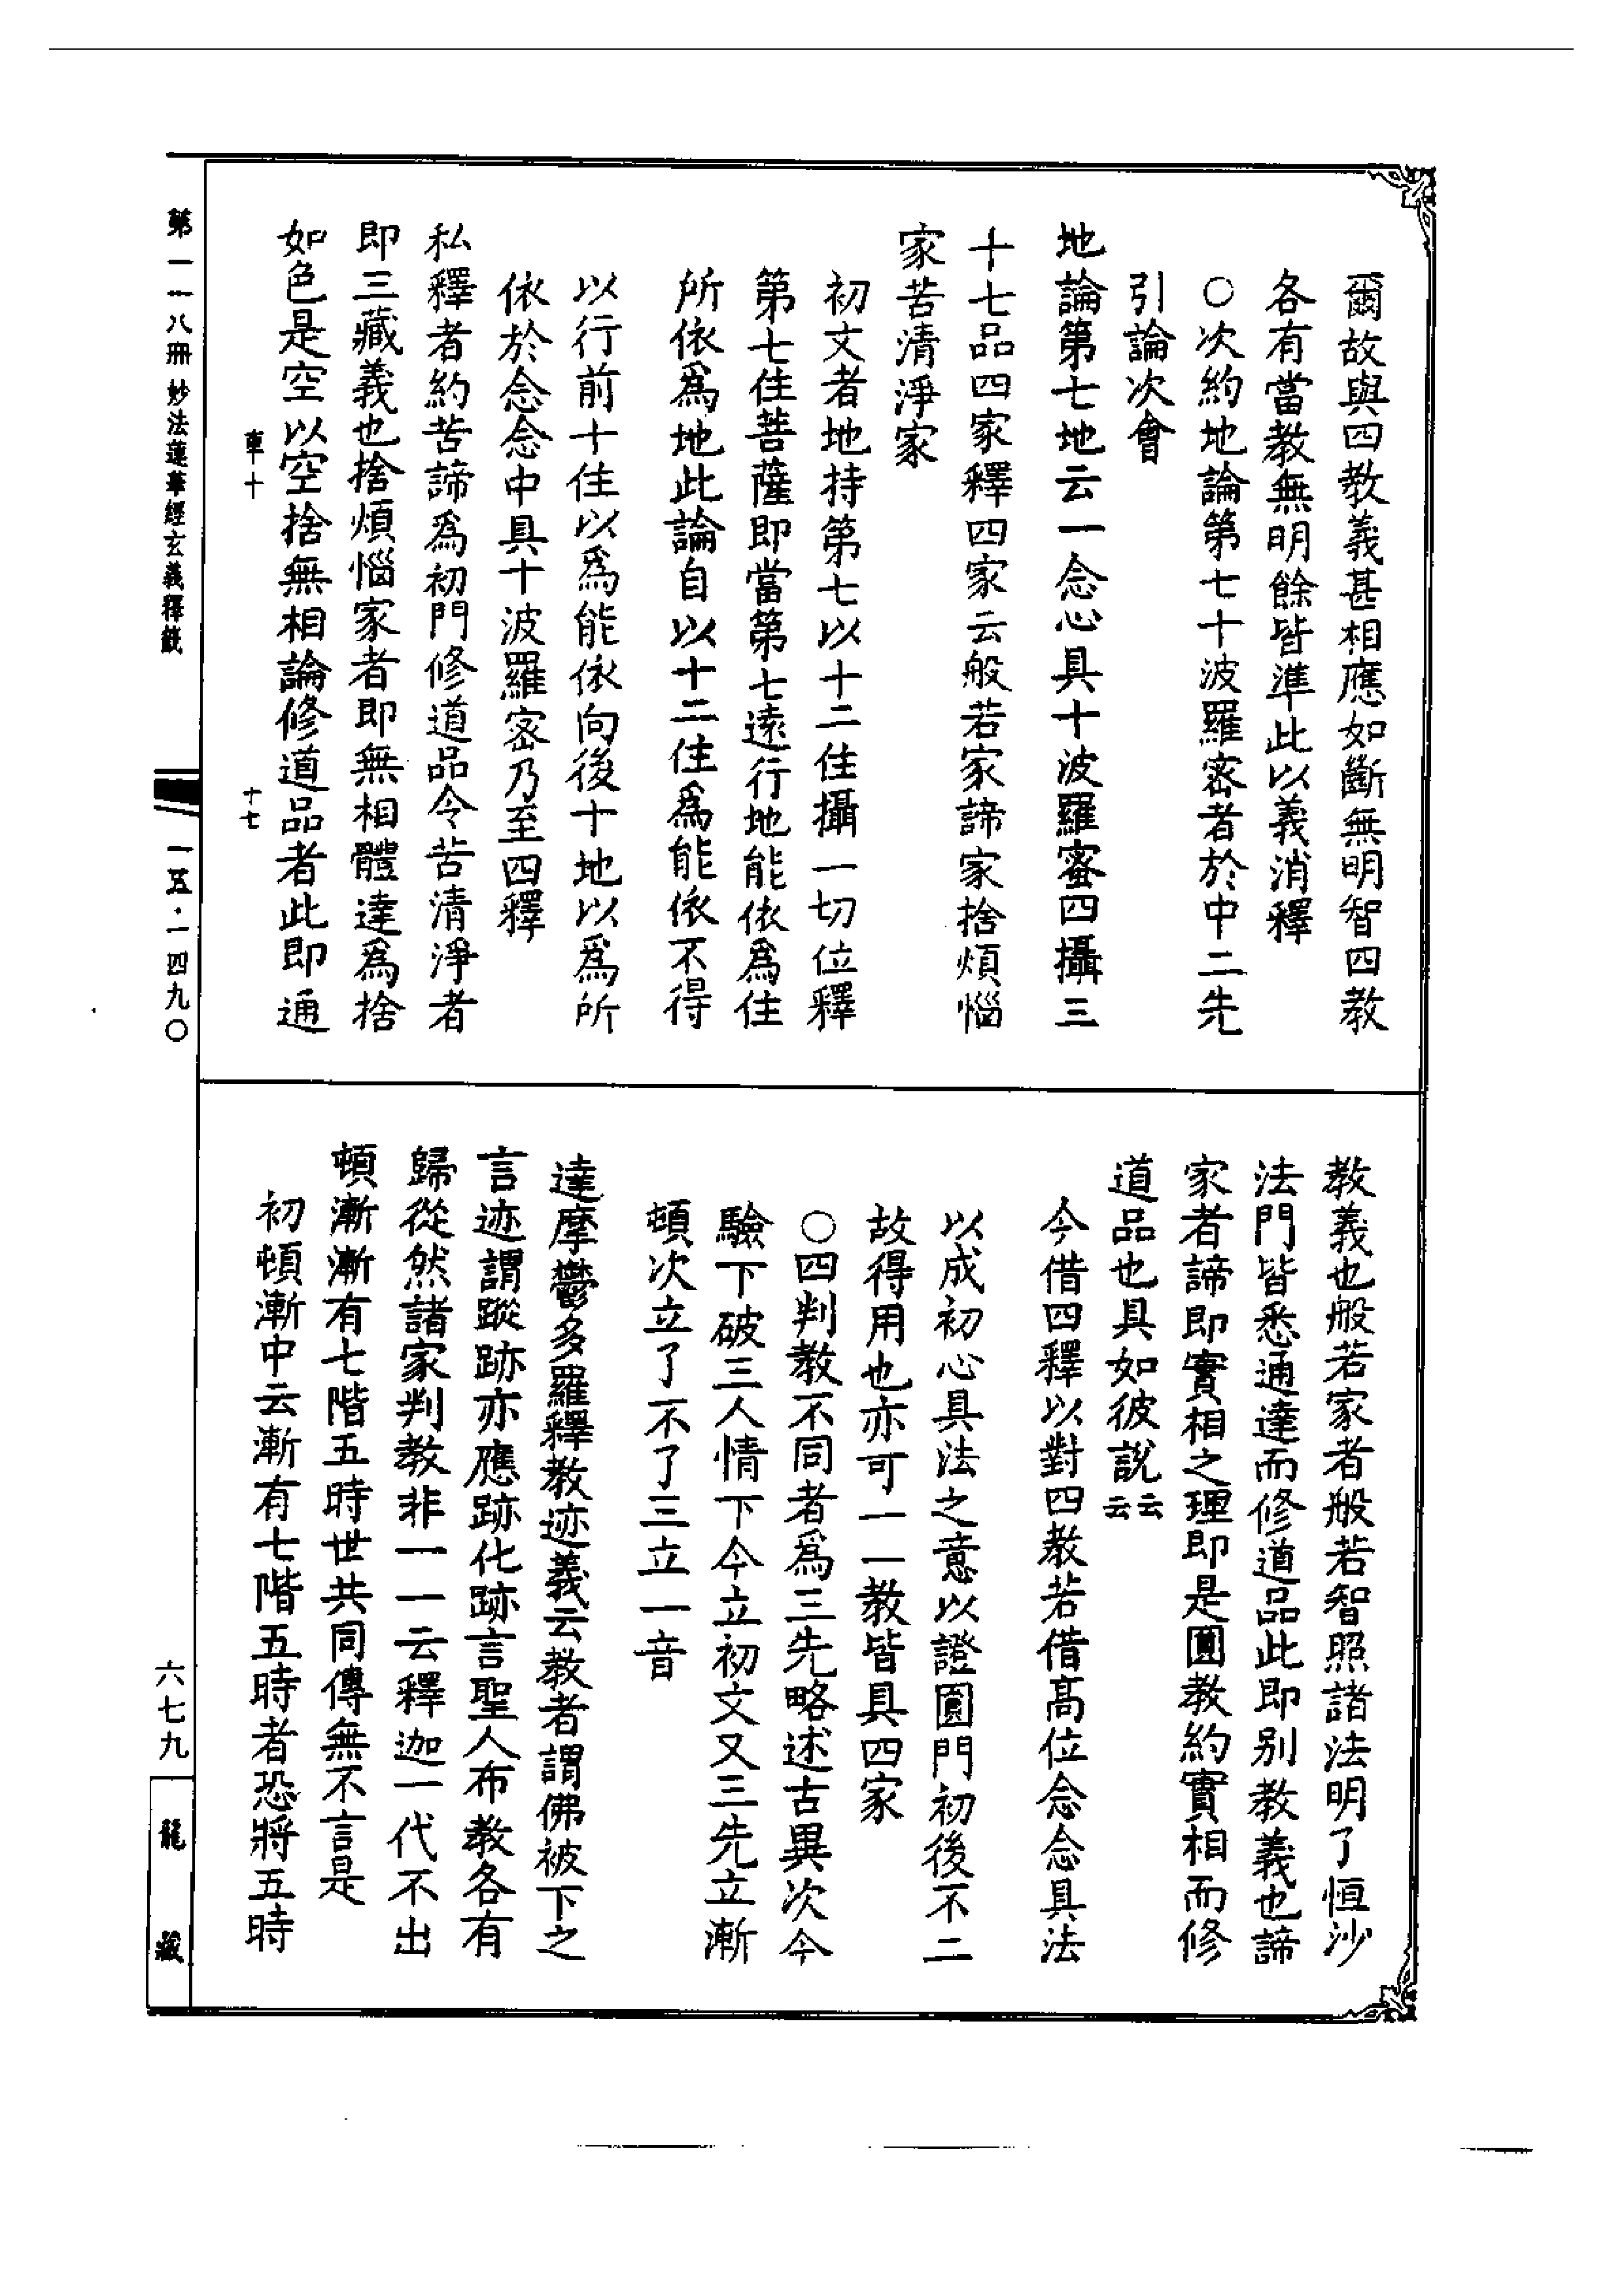 爾故與四教義甚相應如斷無明智四教
各有當教無明餘皆準此以義消釋
○次約地論第七十波羅密者於中二先
引論次會
地論第七地云一念心具十波羅蜜四攝三
十七品四家釋四家云般若家諦家捨煩惱
家苦清淨家
初文者地持第七以十二住攝一切位釋
第七住菩薩即當第七遠行地能依為住
所依為地此論自以十二住為能依不得
以行前十住以為能依向後十地以為所
依於念念中具十波羅密乃至四釋
私釋者約苦諦為初門修道品令苦清淨者
即三藏義也捨煩惱家者即無相體達為捨
如色是空以空捨無相論修道品者此即通
車十
十七
教義也般若家者般若智照諸法明了恒沙
法門皆悉通達而修道品此即別教義也諦
家者諦即實相之理即是圓教約實相而修
道品也具如彼說云云
今借四釋以對四教若借高位念念具法
以成初心具法之意以證圓門初後不二
故得用也亦可一一教皆具四家
○四判教不同者為三先略述古異次今
驗下破三人情下今立初文又三先立漸
頓次立了不了三立一音
達摩鬱多羅釋教迹義云教者謂佛被下之
言迹謂蹤跡亦應跡化跡言聖人布教各有
歸從然諸家判教非一一云釋迦一代不出
頓漸漸有七階五時世共同傳無不言是
初頓漸中云漸有七階五時者恐將五時
第一一八冊 妙法蓮華經玄義釋籤
一五·一四九○
六七九
龍藏